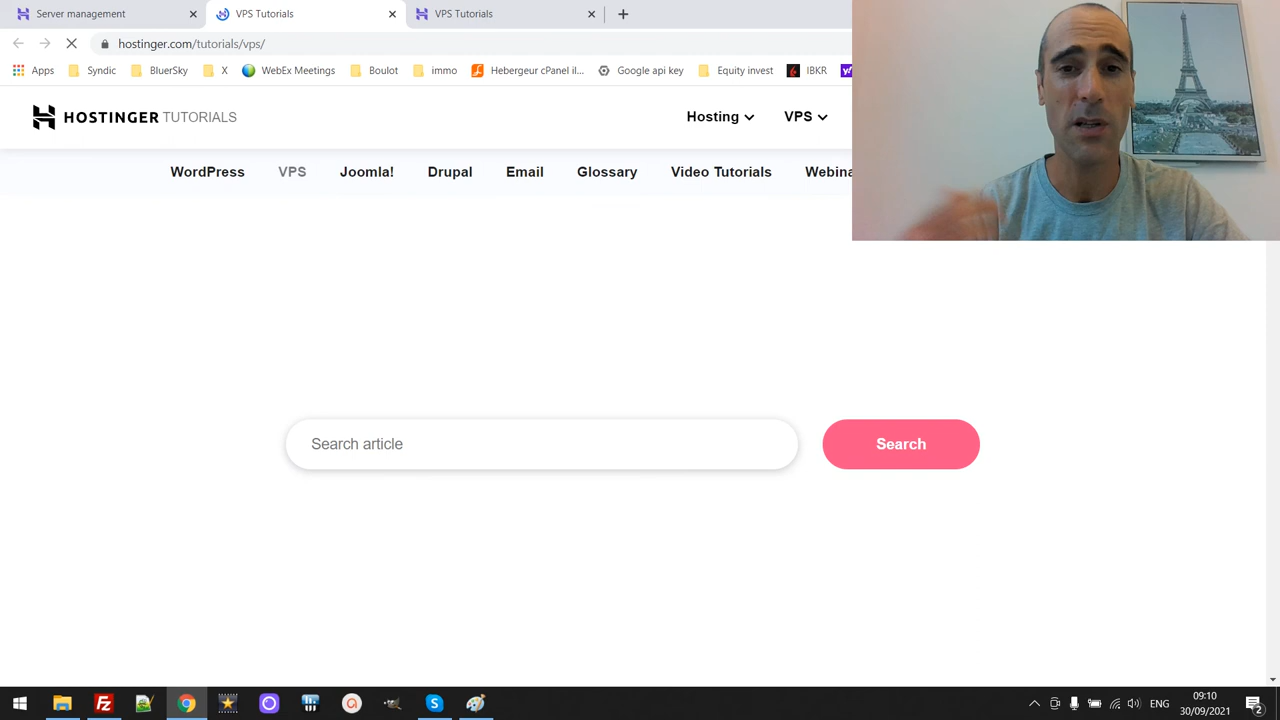 Server management
VPS Tutorials
VPS Tutorials
hostinger.com/tutorials/vps/
Apps
Syndic
BluerSky
X
WebEx Meetings
Boulot
immo
Hebergeur cPanel il...
Google api key
Equity invest
IBKR
HOSTINGER TUTORIALS
Hosting
VPS
WordPress
VPS
Joomla!
Drupal
Email
Glossary
Video Tutorials
Webina
Search article
Search
ENG
09:10
30/09/2021
2